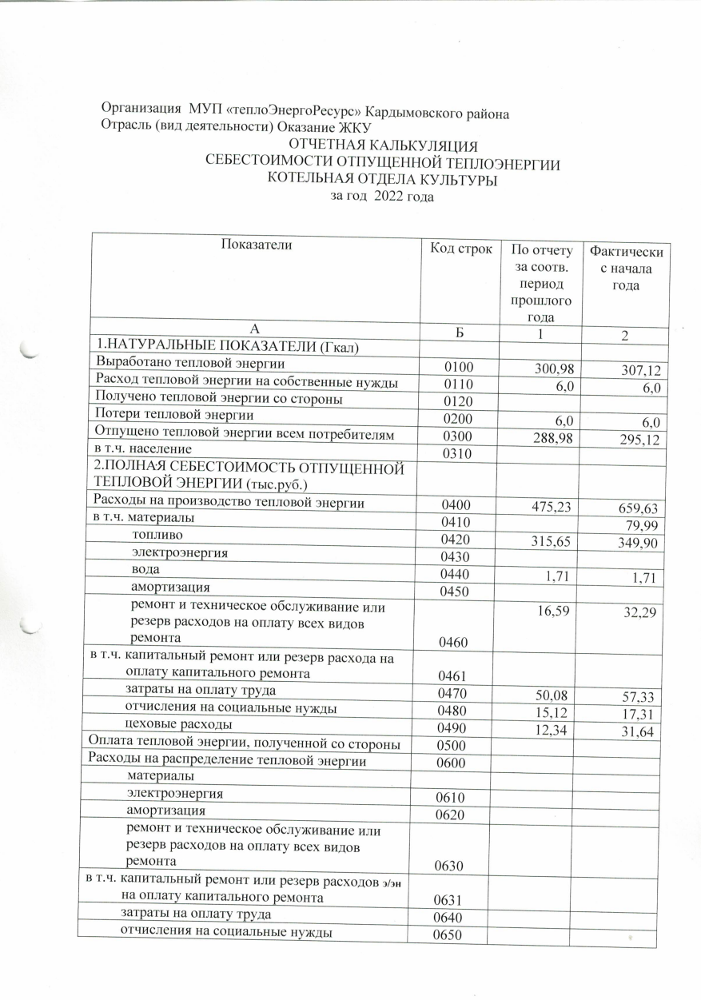 Организация МУП «теплоЭнергоРесурс» Кардымовского района
Отрасль (вид деятельности) Оказание ЖКУ
ОТЧЕТНАЯ КАЛЬКУЛЯЦИЯ
СЕБЕСТОИМОСТИ ОТПУЩЕННОЙ ТЕПЛОЭНЕРГИИ
КОТЕЛЬНАЯ ОТДЕЛА КУЛЬТУРЫ
за год 2022 года
Показатели Код строк По отчету Фактически
за соотв. с начала
период года
прошлого
года
А Б 1 2
1.НАТУРАЛЬНЫЕ ПОКАЗАТЕЛИ (Гкал)
Выработано тепловой энергии 0100 300,98 307,12
Расход тепловой энергии на собственные нужды 0110 6,0 6,0
Получено тепловой энергии со стороны 0120
Потери тепловой энергии 0200 6,0 6,0
Отпущено тепловой энергии всем потребителям 0300 288,98 295,12
в т.ч. население 0310
2.ПОЛНАЯ СЕБЕСТОИМОСТЬ ОТПУЩЕННОЙ
ТЕПЛОВОЙ ЭНЕРГИИ (тыс.руб.)
Расходы на производство тепловой энергии 0400 475,23 659,63
в т.ч. материалы 0410 79,99
топливо 0420 315,65 349,90
электроэнергия 0430
вода 0440 1,71 1,71
амортизация 0450
ремонт и техническое обслуживание или 16,59 32,29
резерв расходов на оплату всех видов
ремонта 0460
в т.ч. капитальный ремонт или резерв расхода на
оплату капитального ремонта 0461
затраты на оплату труда 0470 50,08 57,33
отчисления на социальные нужды 0480 15,12 17,31
цеховые расходы 0490 12,34 31,64
Оплата тепловой энергии, полученной со стороны 0500
Расходы на распределение тепловой энергии 0600
материалы
электроэнергия 0610
амортизация 0620
ремонт и техническое обслуживание или
резерв расходов на оплату всех видов
ремонта 0630
в т.ч. капитальный ремонт или резерв расходов э/эн
на оплату капитального ремонта 0631
затраты на оплату труда 0640
отчисления на социальные нужды 0650